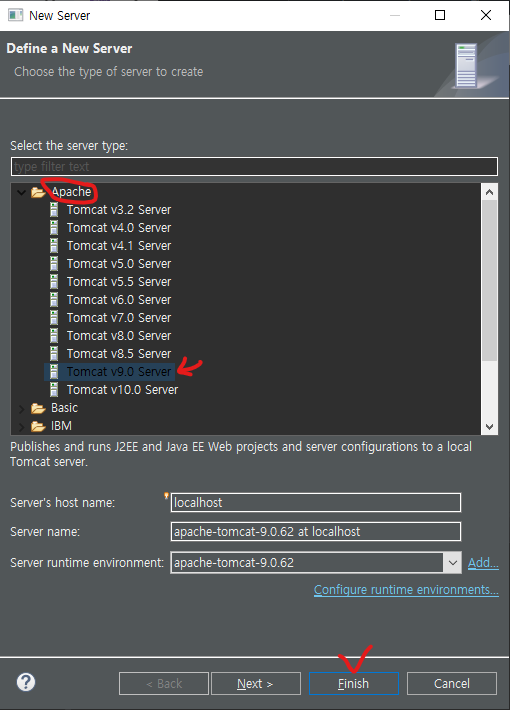 New Server
Define a New Server
Choose the type of server to create
Select the server type:
type filter text
Apache
Tomcat v3.2 Server
Tomcat v4.0 Server
Tomcat v4.1 Server
Tomcat v5.0 Server
Tomcat v5.5 Server
Tomcat v6.0 Server
Tomcat v7.0 Server
Tomcat v8.0 Server
Tomcat v8.5 Server
Tomcat v9.0 Server
Tomcat v10.0 Server
Basic
IBM
Publishes and runs J2EE and Java EE Web projects and server configurations to a local
Tomcat server.
Server's host name: localhost
Server name: apache-tomcat-9.0.62 at localhost
Server runtime environment: apache-tomcat-9.0.62 Add...
Configure runtime environments...
? < Back Next > Finish Cancel